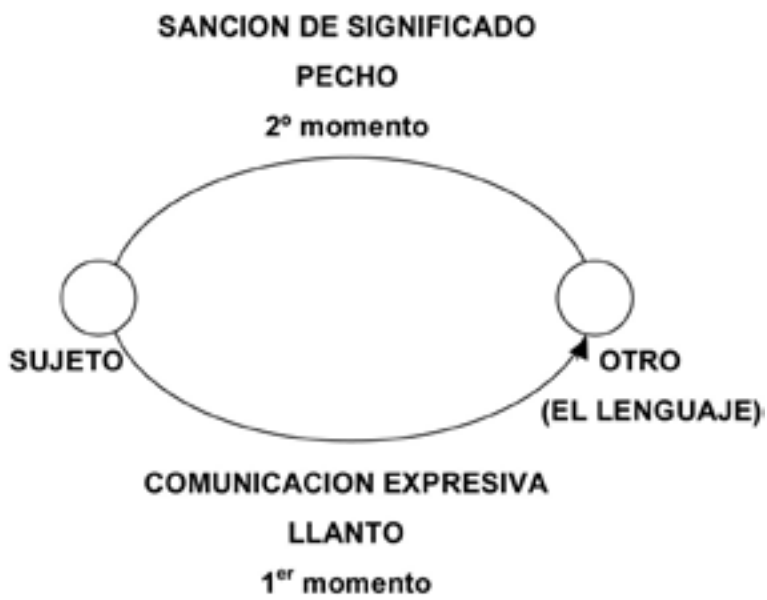 SANCION DE SIGNIFICADO
PECHO
2º momento
SUJETO
OTRO
(EL LENGUAJE)
COMUNICACION EXPRESIVA
LLANTO
1er momento